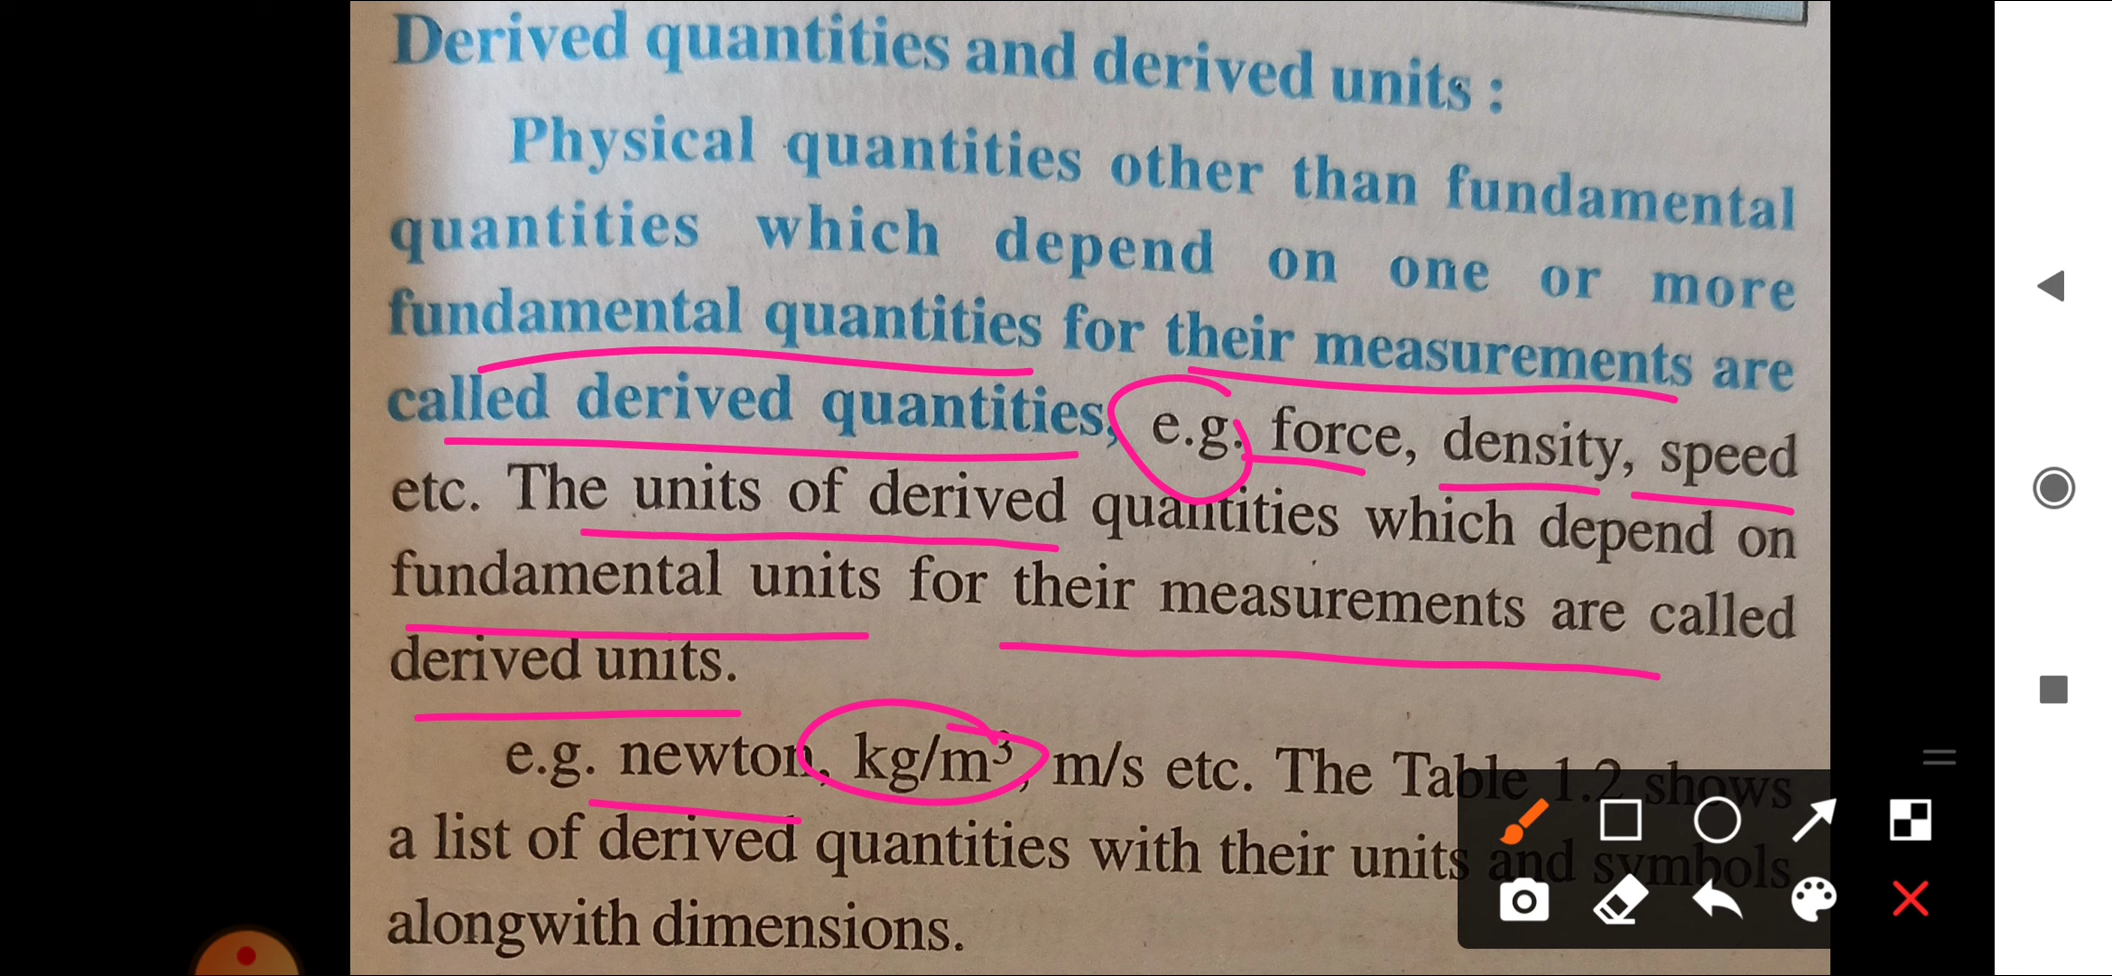 Derived quantities and derived units :
Physical quantities other than fundamental
quantities which depend on one or more
fundamental quantities for their measurements are
called derived quantities, e.g. force, density, speed
etc. The units of derived quantities which depend on
fundamental units for their measurements are called
derived units.
e.g. newton, kg/m³, m/s etc. The Table 1.2 shows
a list of derived quantities with their units and symbols
alongwith dimensions.